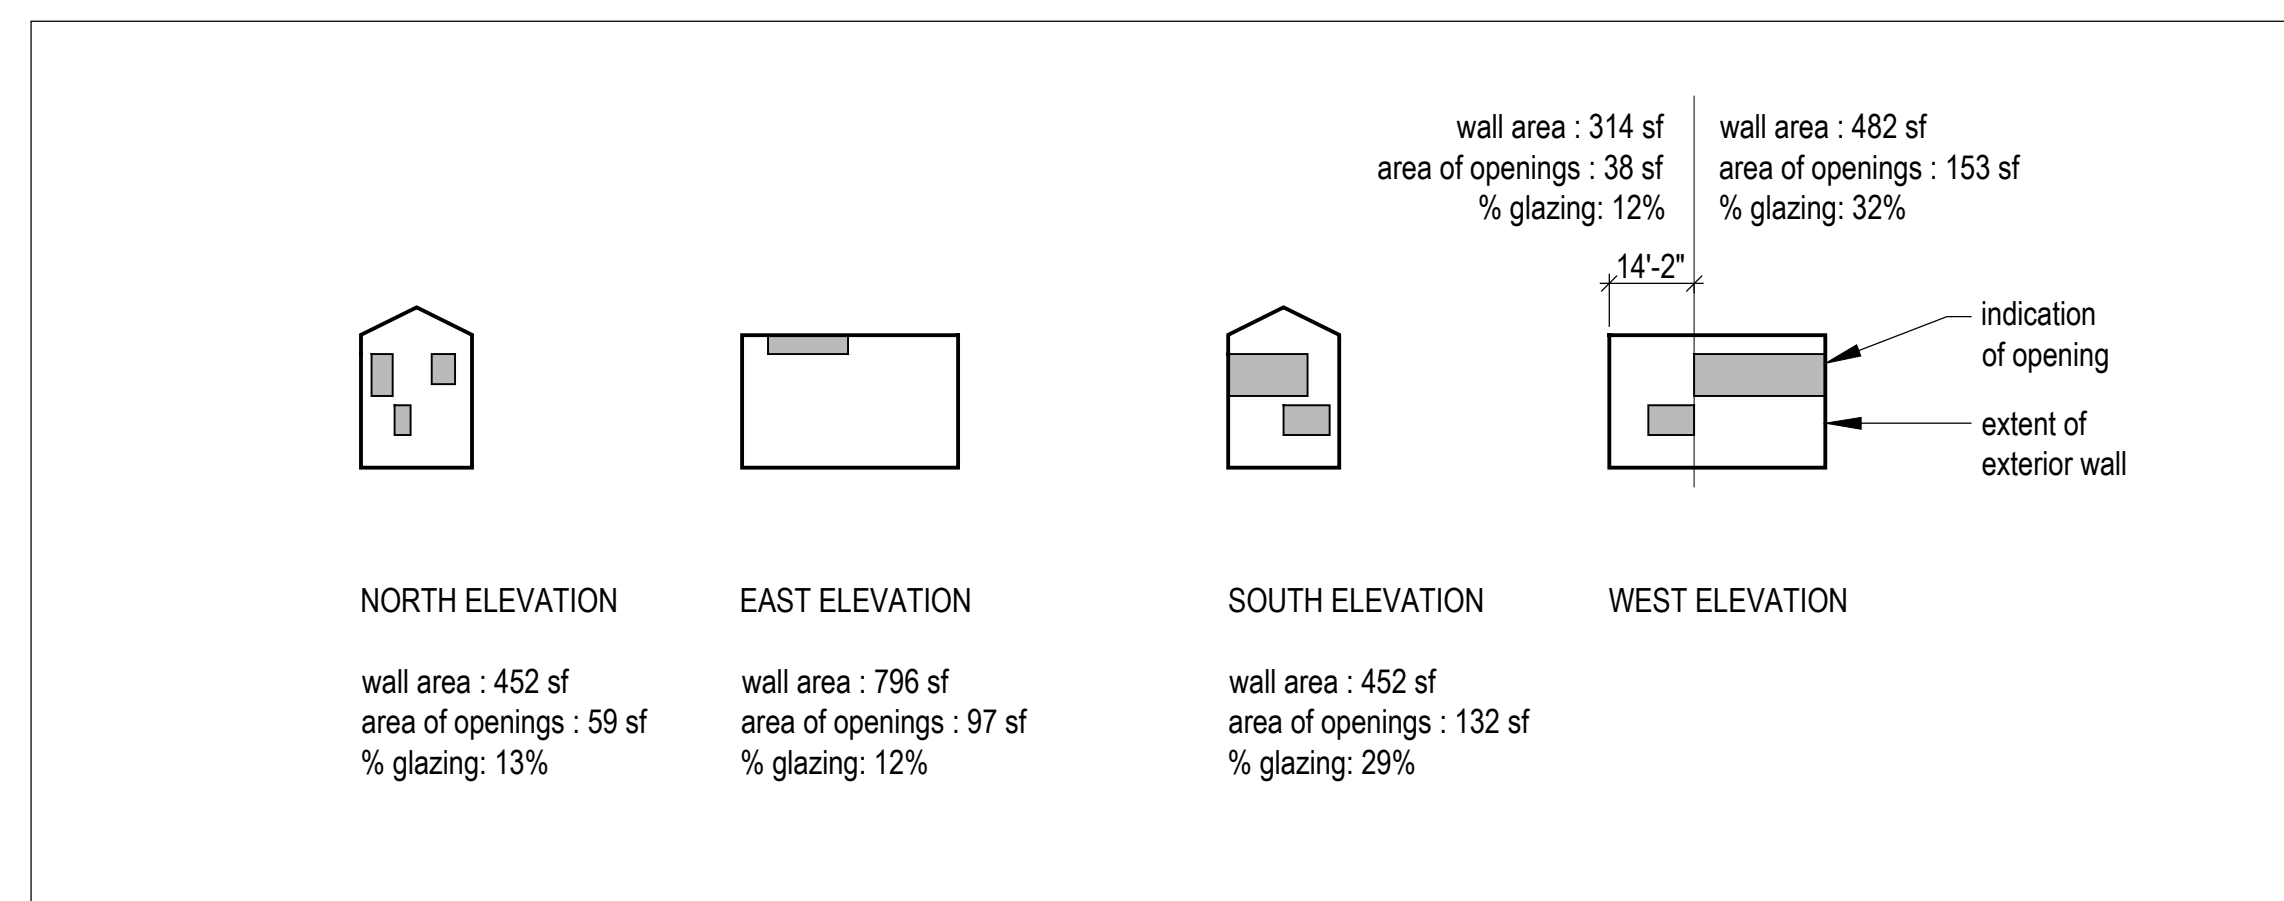 wall area : 314 sf
area of openings : 38 sf
% glazing: 12%
wall area : 482 sf
area of openings : 153 sf
% glazing: 32%
14'-2"
indication
of opening
extent of
exterior wall
NORTH ELEVATION
wall area : 452 sf
area of openings : 59 sf
% glazing: 13%
EAST ELEVATION
wall area : 796 sf
area of openings : 97 sf
% glazing: 12%
SOUTH ELEVATION
wall area : 452 sf
area of openings : 132 sf
% glazing: 29%
WEST ELEVATION